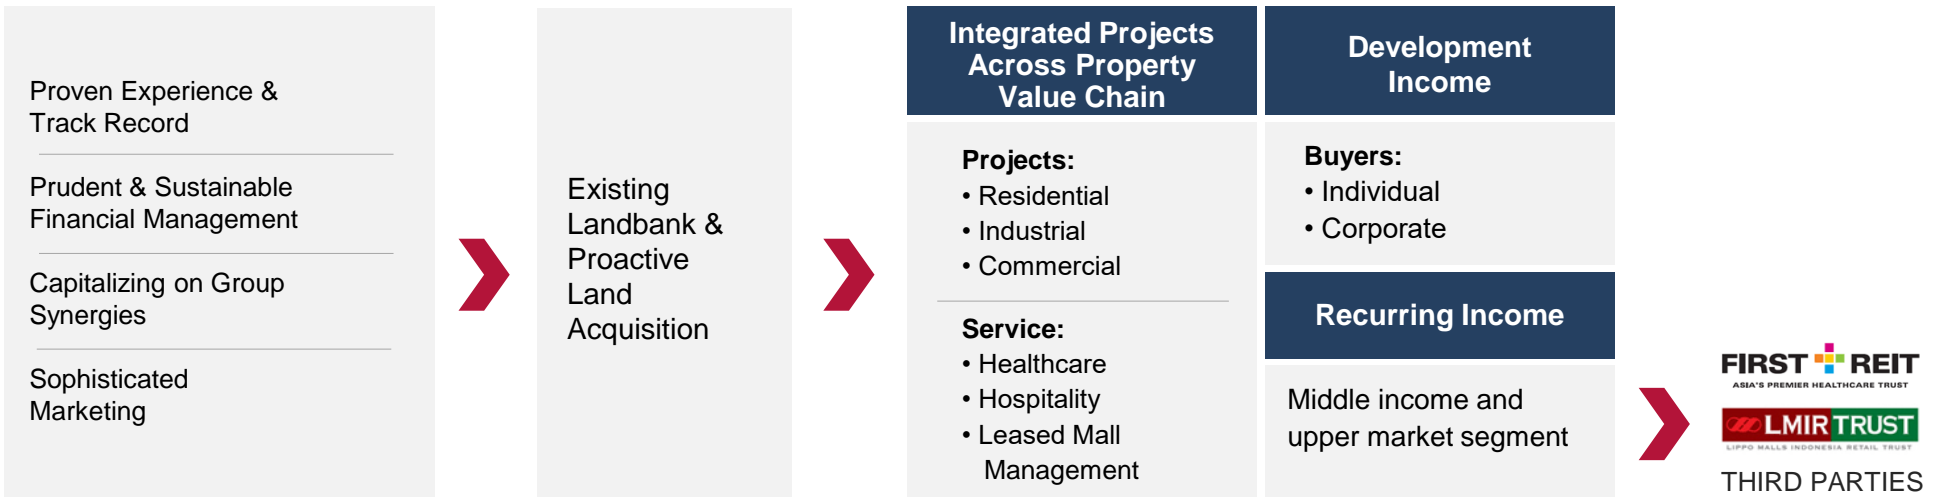 Proven Experience &
Track Record
Prudent & Sustainable
Financial Management
Capitalizing on Group
Synergies
Sophisticated
Marketing
Existing
Landbank &
Proactive
Land
Acquisition
Integrated Projects
Across Property
Value Chain
Projects:
• Residential
• Industrial
• Commercial
Service:
• Healthcare
• Hospitality
• Leased Mall
Management
Development
Income
Buyers:
• Individual
• Corporate
Recurring Income
Middle income and
upper market segment
FIRST REIT
ASIA'S PREMIER HEALTHCARE TRUST
LMIR TRUST
LIPPO MALLS INDONESIA RETAIL TRUST
THIRD PARTIES